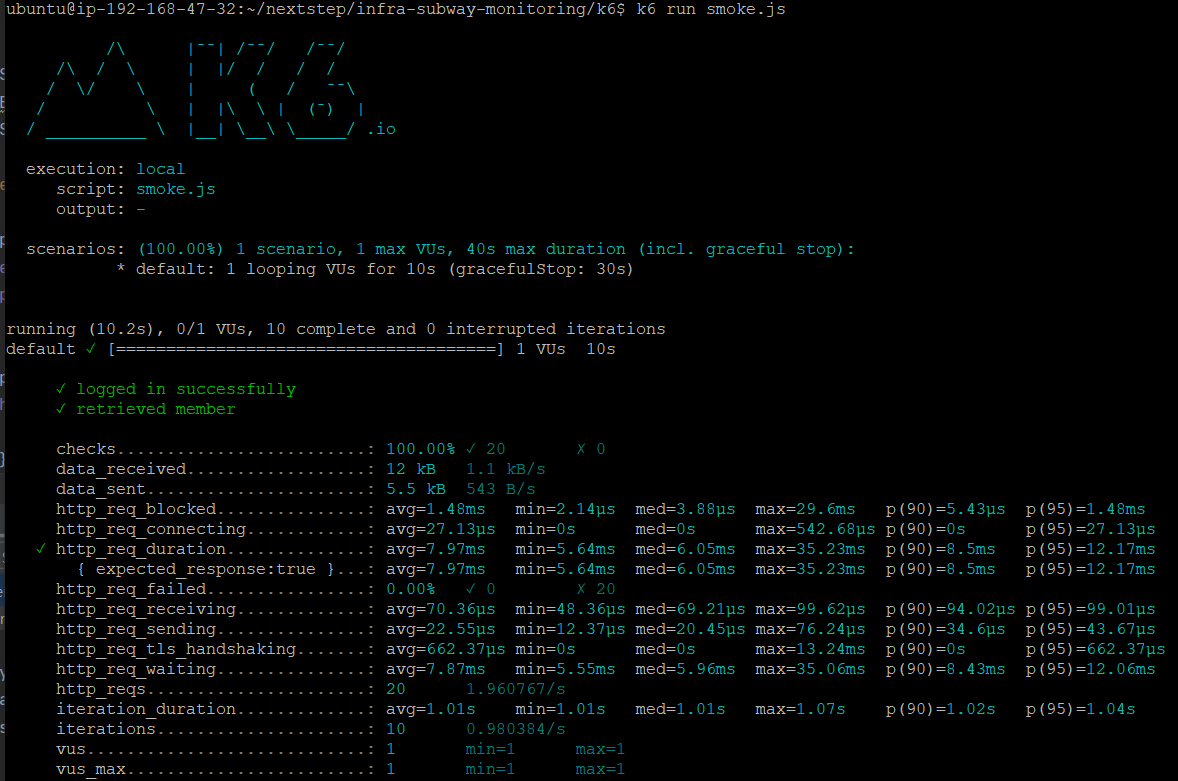 ubuntu@ip-192-168-47-32:~/nextstep/infra-subway-monitoring/k6$ k6 run smoke.js
          /\      |‾‾| /‾‾/   /‾‾/
     /\  /  \     |  |/  /   /  /
    /  \/    \    |     (   /   ‾‾\
   /          \   |  |\  \ |  (‾)  |
  / __________ \  |__| \__\ \_____/ .io
execution: local
script: smoke.js
output: -
scenarios: (100.00%) 1 scenario, 1 max VUs, 40s max duration (incl. graceful stop):
* default: 1 looping VUs for 10s (gracefulStop: 30s)
running (10.2s), 0/1 VUs, 10 complete and 0 interrupted iterations
default ✓ [======================================] 1 VUs  10s
✓ logged in successfully
✓ retrieved member
checks.........................: 100.00% ✓ 20       ✗ 0
data_received..................: 12 kB   1.1 kB/s
data_sent......................: 5.5 kB  543 B/s
http_req_blocked...............: avg=1.48ms   min=2.14µs  med=3.88µs  max=29.6ms   p(90)=5.43µs  p(95)=1.48ms
http_req_connecting............: avg=27.13µs  min=0s      med=0s      max=542.68µs p(90)=0s      p(95)=27.13µs
✓ http_req_duration..............: avg=7.97ms   min=5.64ms  med=6.05ms  max=35.23ms  p(90)=8.5ms   p(95)=12.17ms
{ expected_response:true }...: avg=7.97ms   min=5.64ms  med=6.05ms  max=35.23ms  p(90)=8.5ms   p(95)=12.17ms
http_req_failed................: 0.00%   ✓ 0        ✗ 20
http_req_receiving.............: avg=70.36µs  min=48.36µs med=69.21µs max=99.62µs  p(90)=94.02µs p(95)=99.01µs
http_req_sending...............: avg=22.55µs  min=12.37µs med=20.45µs max=76.24µs  p(90)=34.6µs  p(95)=43.67µs
http_req_tls_handshaking.......: avg=662.37µs min=0s      med=0s      max=13.24ms  p(90)=0s      p(95)=662.37µs
http_req_waiting...............: avg=7.87ms   min=5.55ms  med=5.96ms  max=35.06ms  p(90)=8.43ms  p(95)=12.06ms
http_reqs......................: 20      1.960767/s
iteration_duration.............: avg=1.01s    min=1.01s   med=1.01s   max=1.07s    p(90)=1.02s   p(95)=1.04s
iterations.....................: 10      0.980384/s
vus............................: 1       min=1      max=1
vus_max........................: 1       min=1      max=1